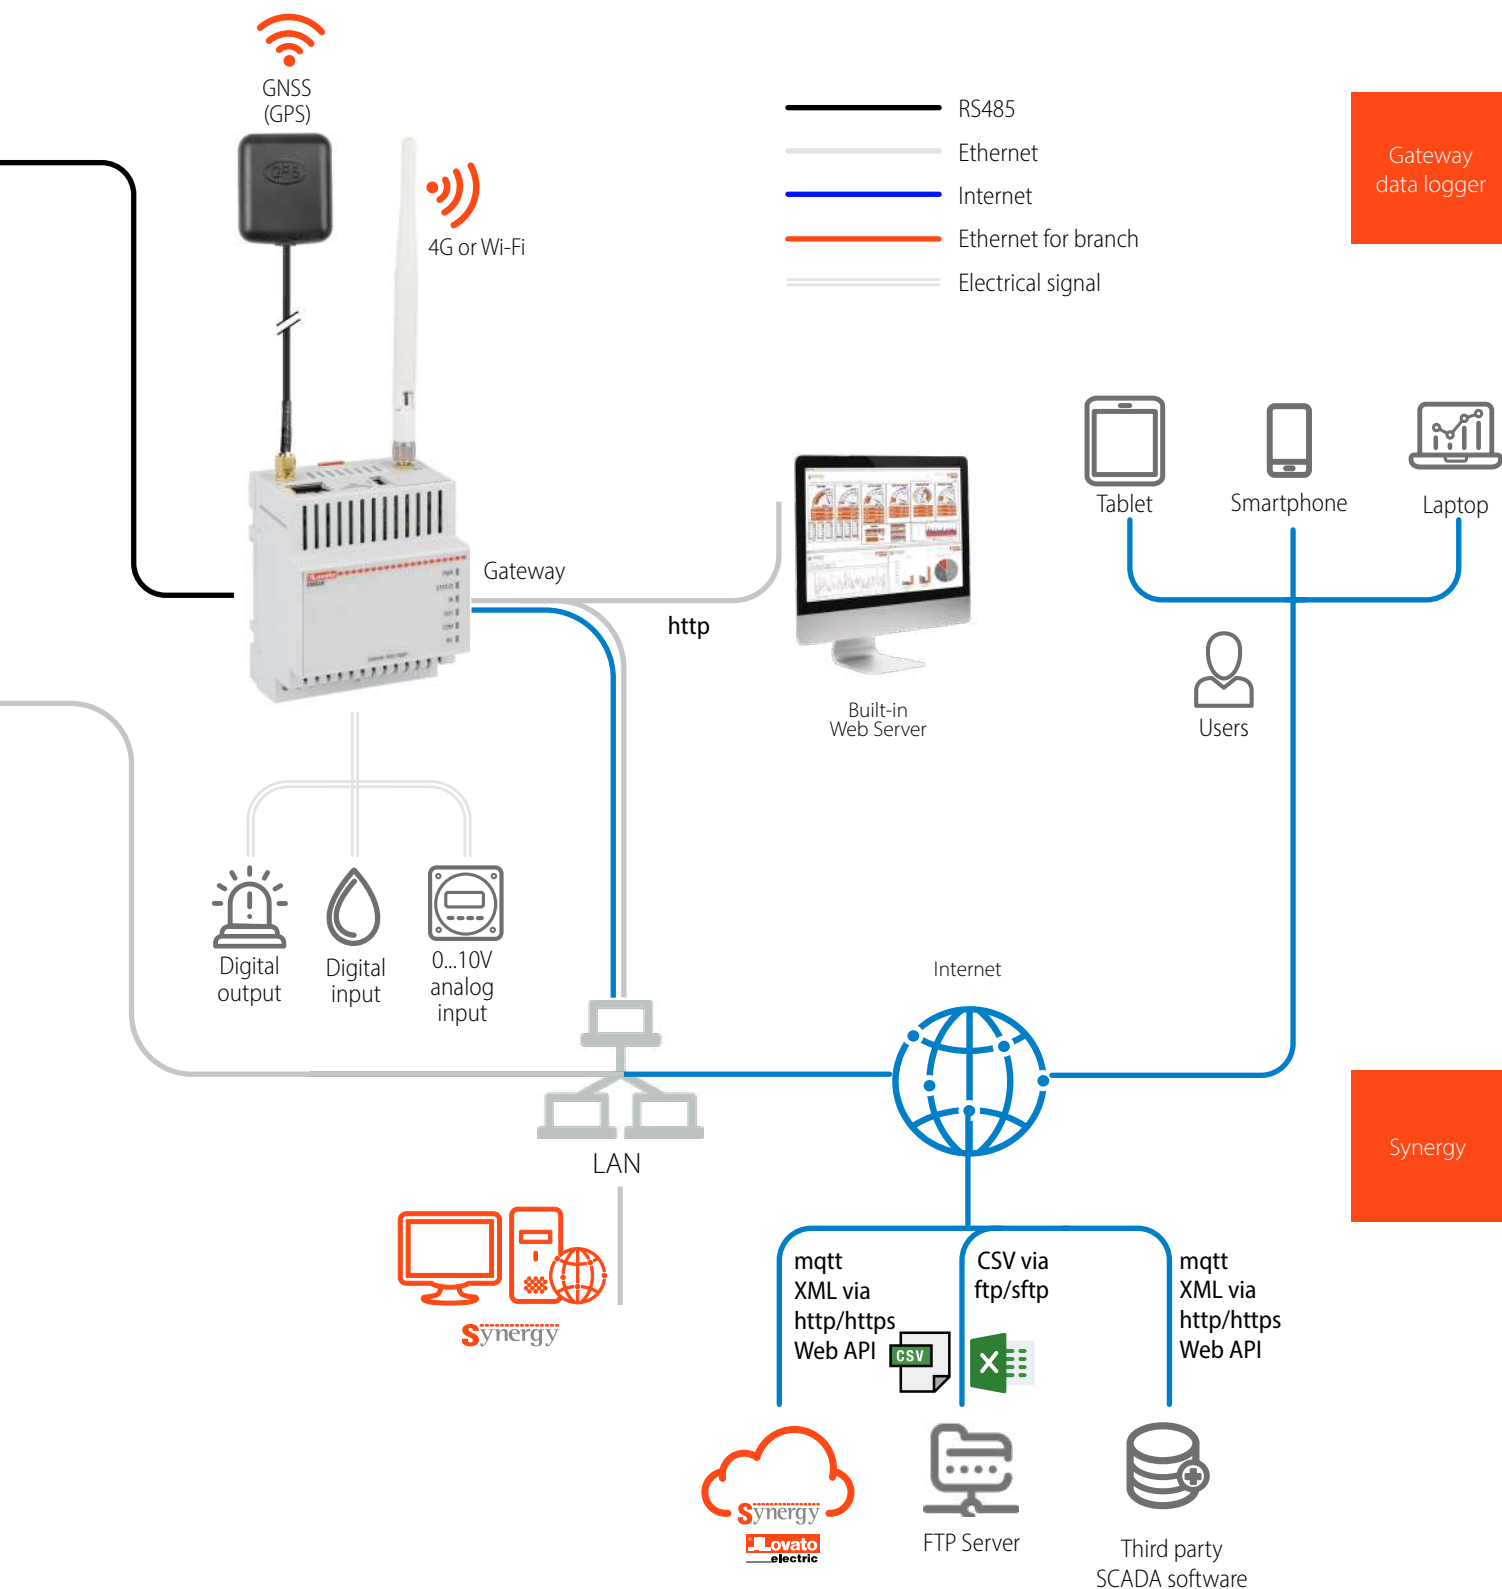 GNSS
(GPS)
GPS
4G or Wi-Fi
RS485
Ethernet
Internet
Ethernet for branch
Electrical signal
Gateway
data logger
Tablet
Smartphone
Laptop
Users
Gateway
http
Lovato
Built-in
Web Server
Digital
output
Digital
input
0...10V
analog
input
Internet
LAN
Synergy
Synergy
mqtt
XML via
http/https
Web API
CSV via
ftp/sftp
CSV
X
mqtt
XML via
http/https
Web API
Synergy
Lovato
electric
FTP Server
Third party
SCADA software